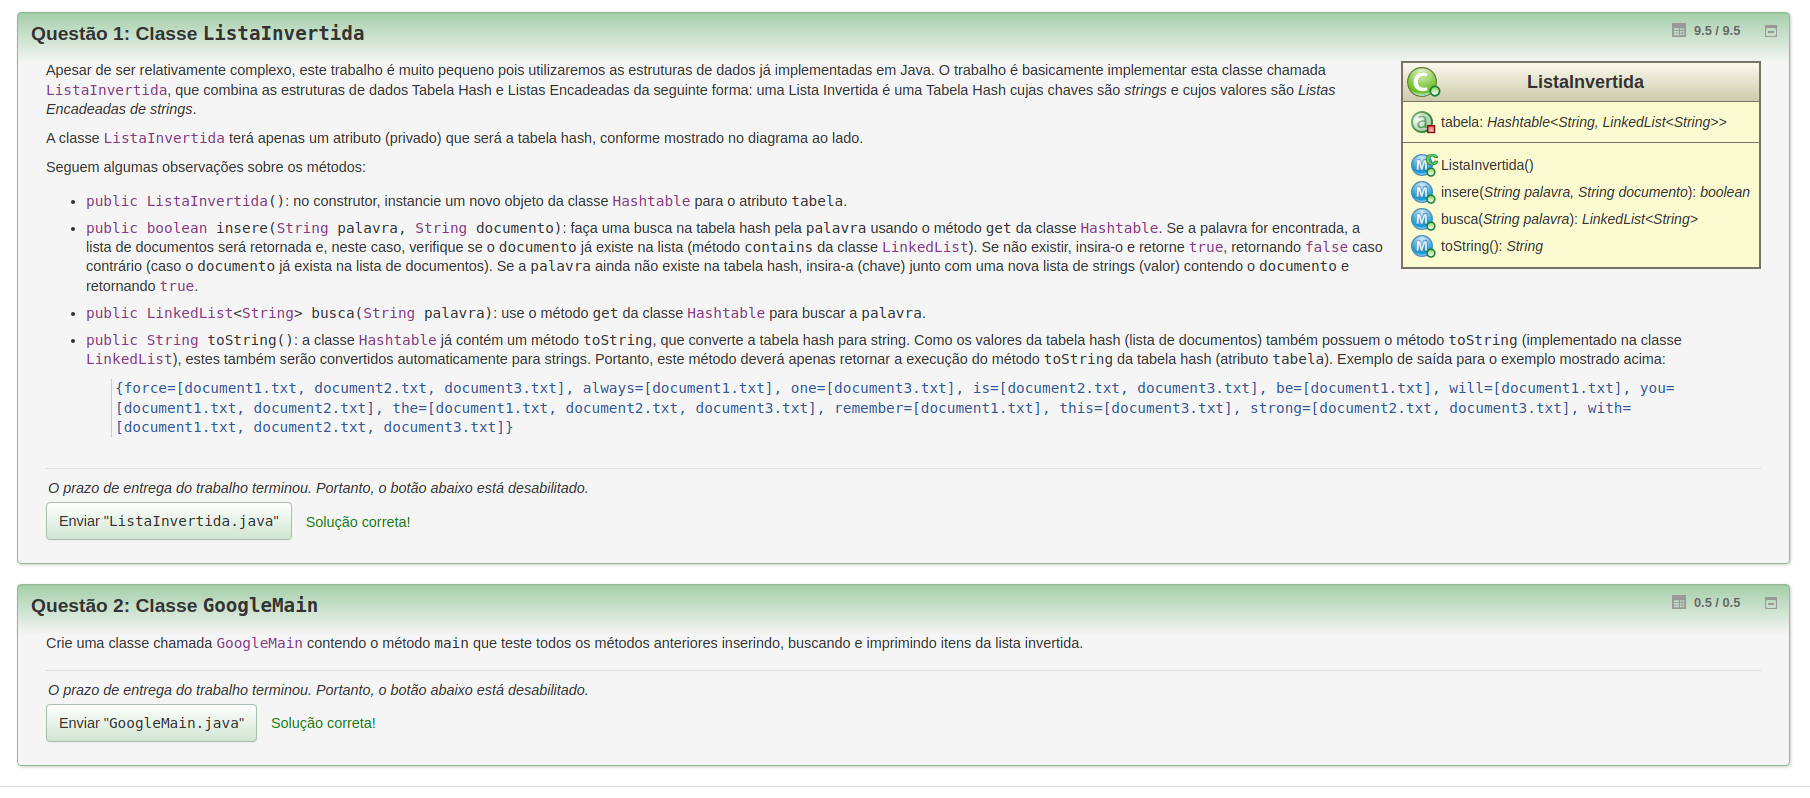 Questão 1: Classe ListaInvertida
9.5 / 9.5
Apesar de ser relativamente complexo, este trabalho é muito pequeno pois utilizaremos as estruturas de dados já implementadas em Java. O trabalho é basicamente implementar esta classe chamada
ListaInvertida, que combina as estruturas de dados Tabela Hash e Listas Encadeadas da seguinte forma: uma Lista Invertida é uma Tabela Hash cujas chaves são strings e cujos valores são Listas
Encadeadas de strings.
A classe ListaInvertida terá apenas um atributo (privado) que será a tabela hash, conforme mostrado no diagrama ao lado.
Seguem algumas observações sobre os métodos:
• public ListaInvertida(): no construtor, instancie um novo objeto da classe Hashtable para o atributo tabela.
• public boolean insere(String palavra, String documento): faça uma busca na tabela hash pela palavra usando o método get da classe Hashtable. Se a palavra for encontrada, a
lista de documentos será retornada e, neste caso, verifique se o documento já existe na lista (método contains da classe LinkedList). Se não existir, insira-o e retorne true, retornando false caso
contrário (caso o documento já exista na lista de documentos). Se a palavra ainda não existe na tabela hash, insira-a (chave) junto com uma nova lista de strings (valor) contendo o documento e
retornando true.
• public LinkedList<String> busca(String palavra): use o método get da classe Hashtable para buscar a palavra.
• public String toString(): a classe Hashtable já contém um método toString, que converte a tabela hash para string. Como os valores da tabela hash (lista de documentos) também possuem o método toString (implementado na classe
LinkedList), estes também serão convertidos automaticamente para strings. Portanto, este método deverá apenas retornar a execução do método toString da tabela hash (atributo tabela). Exemplo de saída para o exemplo mostrado acima:
{force=[document1.txt, document2.txt, document3.txt], always=[document1.txt], one=[document3.txt], is=[document2.txt, document3.txt], be=[document1.txt], will=[document1.txt], you=
[document1.txt, document2.txt], the=[document1.txt, document2.txt, document3.txt], remember=[document1.txt], this=[document3.txt], strong=[document2.txt, document3.txt], with=
[document1.txt, document2.txt, document3.txt]}
C ListaInvertida
a tabela: Hashtable<String, LinkedList<String>>
M C ListaInvertida()
M insere(String palavra, String documento): boolean
M busca(String palavra): LinkedList<String>
M toString(): String
O prazo de entrega do trabalho terminou. Portanto, o botão abaixo está desabilitado.
Enviar "ListaInvertida.java" Solução correta!
Questão 2: Classe GoogleMain
0.5 / 0.5
Crie uma classe chamada GoogleMain contendo o método main que teste todos os métodos anteriores inserindo, buscando e imprimindo itens da lista invertida.
O prazo de entrega do trabalho terminou. Portanto, o botão abaixo está desabilitado.
Enviar "GoogleMain.java" Solução correta!